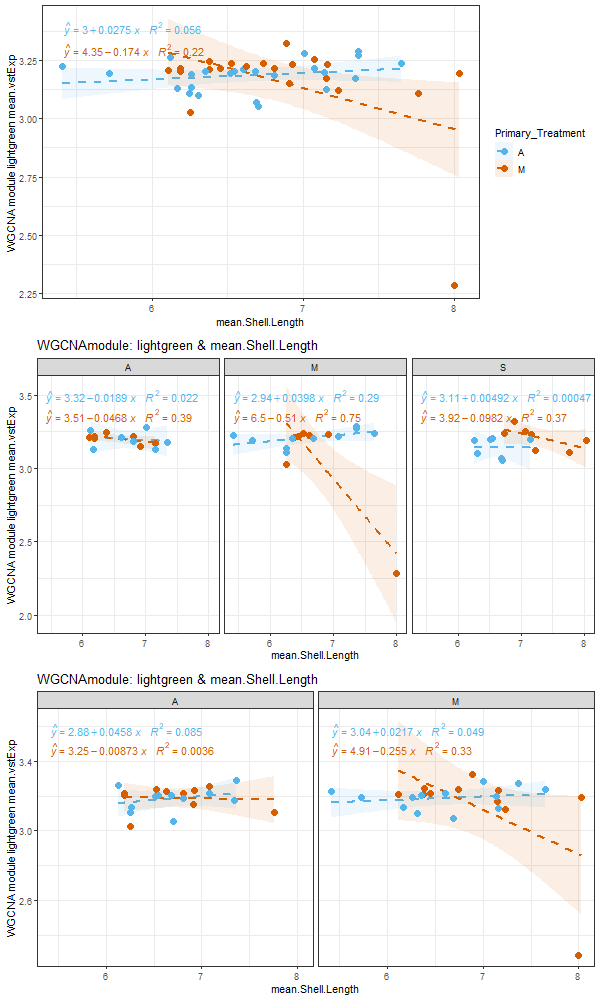 ŷ = 3 + 0.0275 x R² = 0.056
ŷ = 4.35 − 0.174 x R² = 0.22
3.25
3.00
2.75
2.50
2.25
6
7
8
mean.Shell.Length
WGCNA module lightgreen mean.vstExp
Primary_Treatment
A
M
WGCNAmodule: lightgreen & mean.Shell.Length
A
M
S
ŷ = 3.32 − 0.0189 x R² = 0.022
ŷ = 3.51 − 0.0468 x R² = 0.39
ŷ = 2.94 + 0.0398 x R² = 0.29
ŷ = 6.5 − 0.51 x R² = 0.75
ŷ = 3.11 + 0.00492 x R² = 0.00047
ŷ = 3.92 − 0.0982 x R² = 0.37
3.5
3.0
2.5
2.0
6
7
8
6
7
8
6
7
8
mean.Shell.Length
WGCNA module lightgreen mean.vstExp
WGCNAmodule: lightgreen & mean.Shell.Length
A
M
ŷ = 2.88 + 0.0458 x R² = 0.085
ŷ = 3.25 − 0.00873 x R² = 0.0036
ŷ = 3.04 + 0.0217 x R² = 0.049
ŷ = 4.91 − 0.255 x R² = 0.33
3.4
3.0
2.6
6
7
8
6
7
8
mean.Shell.Length
WGCNA module lightgreen mean.vstExp